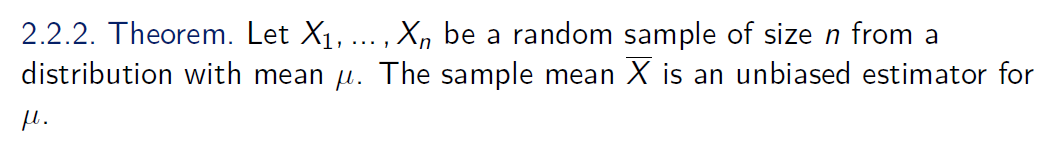 2.2.2. Theorem. Let X₁, ... , Xₙ be a random sample of size n from a
distribution with mean μ. The sample mean X̅ is an unbiased estimator for
μ.